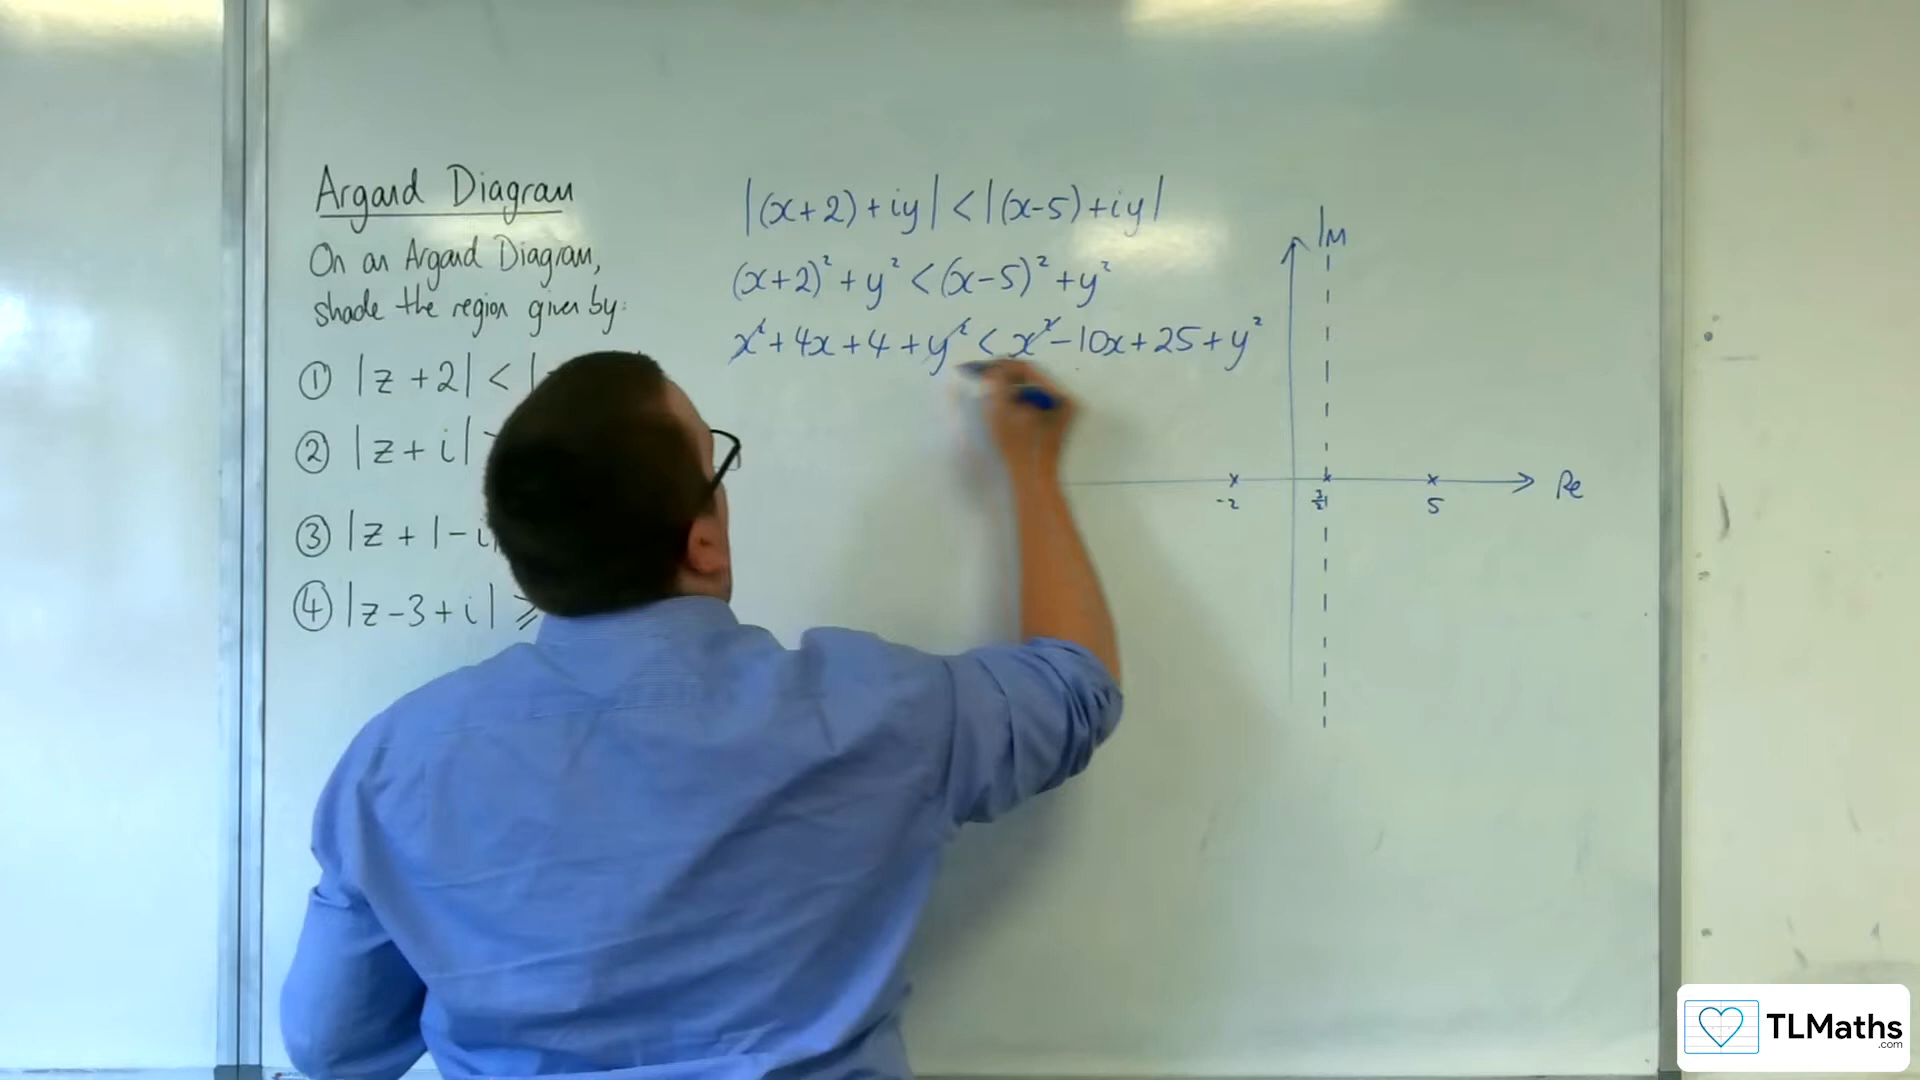 Argand Diagram
On an Argand Diagram,
shade the region given by:
① |z + 2| < |
② |z + i|
③ |z + 1 - i|
④ |z - 3 + i| ≥
|(x+2) + iy| < |(x-5) + iy|
(x+2)² + y² < (x-5)² + y²
x² + 4x + 4 + y² < x² - 10x + 25 + y²
Im
Re
-2
3/2
5
TLMaths
.com